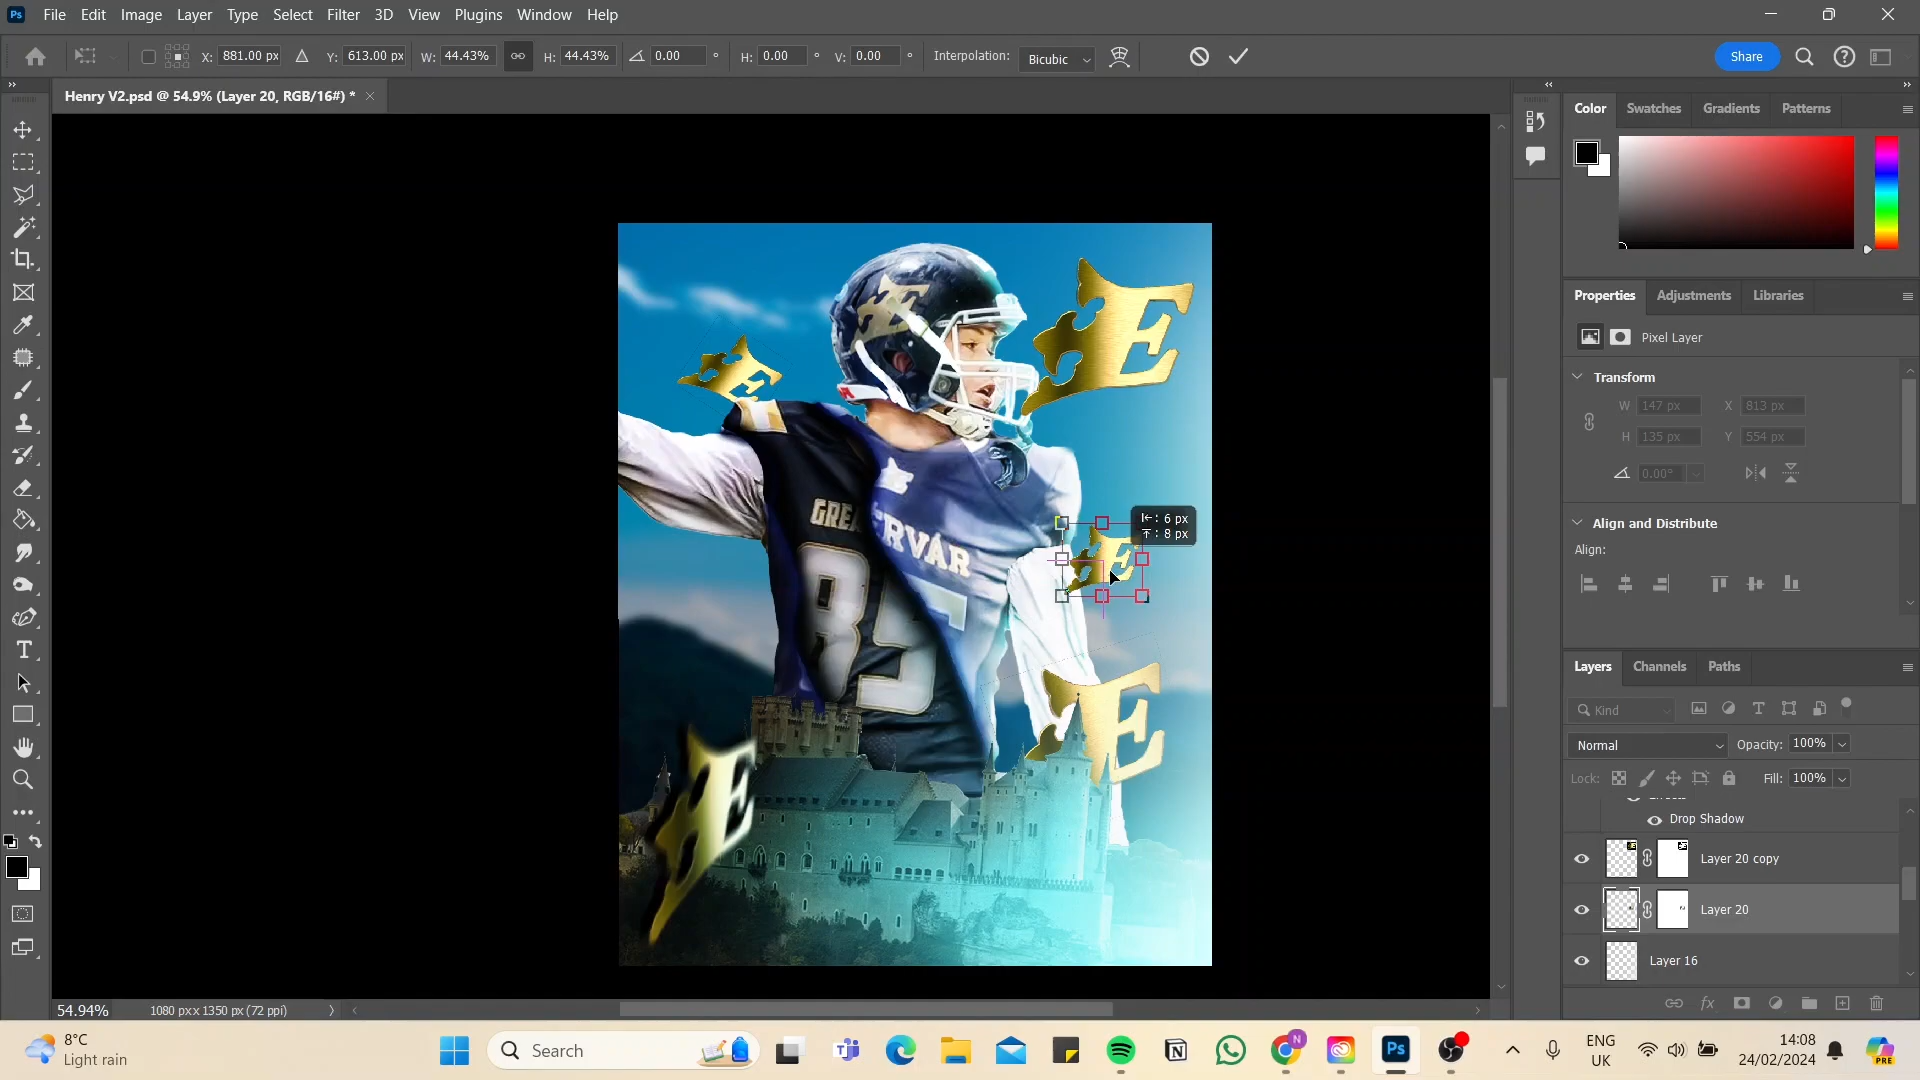 Ps File Edit Image Layer Type Select Filter 3D View Plugins Window Help
X: 881.00 px Y: 613.00 px W: 44.43% H: 44.43% 0.00 ° H: 0.00 ° V: 0.00 ° Interpolation: Bicubic Share
Henry V2.psd @ 54.9% (Layer 20, RGB/16#) *
Color Swatches Gradients Patterns
Properties Adjustments Libraries
Pixel Layer
Transform
W 147 px X 813 px
H 135 px Y 554 px
0.00°
Align and Distribute
Align:
E
E
E
GREA
RVÁR
: 6 px
: 8 px
E
85
E
E
Layers Channels Paths
Kind
Normal Opacity: 100%
Lock: Fill: 100%
Drop Shadow
Layer 20 copy
Layer 20
Layer 16
54.94% 1080 px x 1350 px (72 ppi)
8°C
Light rain
Search
N
Ps
ENG
UK
14:08
24/02/2024
PRE